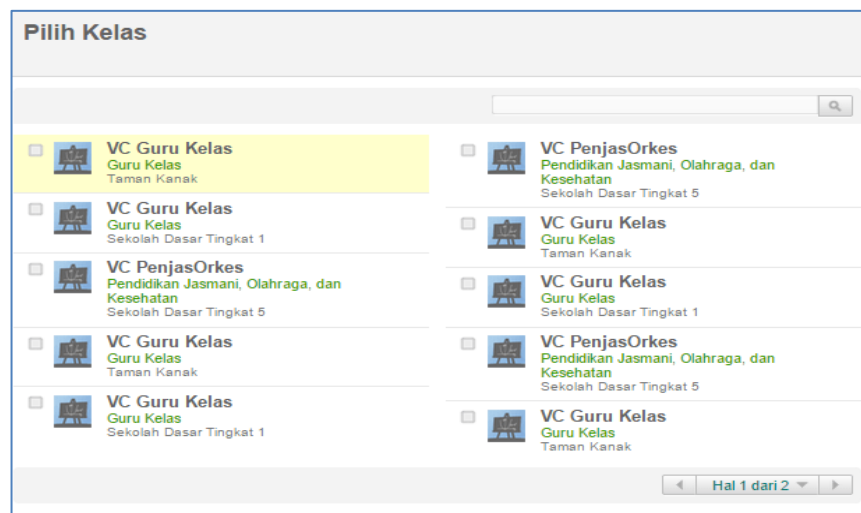 Pilih Kelas
VC Guru Kelas
Guru Kelas
Taman Kanak
VC Guru Kelas
Guru Kelas
Sekolah Dasar Tingkat 1
VC PenjasOrkes
Pendidikan Jasmani, Olahraga, dan
Kesehatan
Sekolah Dasar Tingkat 5
VC Guru Kelas
Guru Kelas
Taman Kanak
VC Guru Kelas
Guru Kelas
Sekolah Dasar Tingkat 1
VC PenjasOrkes
Pendidikan Jasmani, Olahraga, dan
Kesehatan
Sekolah Dasar Tingkat 5
VC Guru Kelas
Guru Kelas
Taman Kanak
VC Guru Kelas
Guru Kelas
Sekolah Dasar Tingkat 1
VC PenjasOrkes
Pendidikan Jasmani, Olahraga, dan
Kesehatan
Sekolah Dasar Tingkat 5
VC Guru Kelas
Guru Kelas
Taman Kanak
Hal 1 dari 2